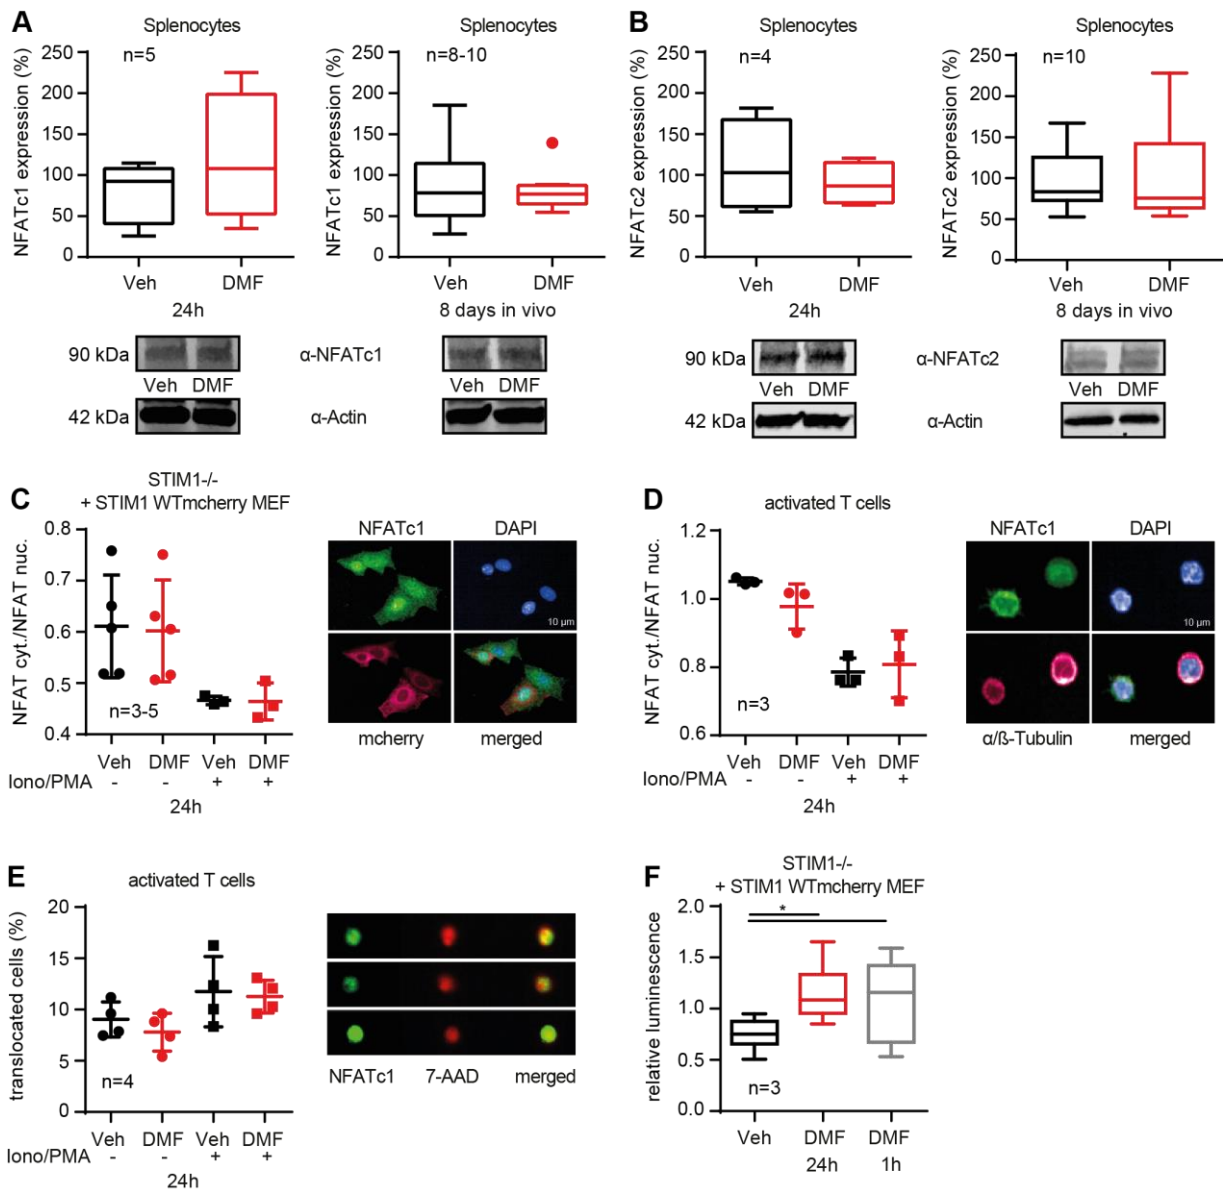 A
Splenocytes
n=5
NFATc1 expression (%)
250
200
150
100
50
0
Veh DMF
24h
Splenocytes
n=8-10
NFATc1 expression (%)
250
200
150
100
50
0
Veh DMF
8 days in vivo
90 kDa α-NFATc1
Veh DMF Veh DMF
42 kDa α-Actin
B
Splenocytes
n=4
NFATc2 expression (%)
250
200
150
100
50
0
Veh DMF
24h
Splenocytes
n=10
NFATc2 expression (%)
250
200
150
100
50
0
Veh DMF
8 days in vivo
90 kDa α-NFATc2
Veh DMF Veh DMF
42 kDa α-Actin
C
STIM1-/-
+ STIM1 WTmcherry MEF
NFAT cyt./NFAT nuc.
0.8
0.7
0.6
0.5
0.4
n=3-5
Veh DMF Veh DMF
Iono/PMA - - + +
24h
NFATc1 DAPI
10 µm
mcherry merged
D
activated T cells
NFAT cyt./NFAT nuc.
1.2
1.0
0.8
0.6
n=3
Veh DMF Veh DMF
Iono/PMA - - + +
24h
NFATc1 DAPI
10 µm
α/ß-Tubulin merged
E
activated T cells
translocated cells (%)
20
15
10
5
0
n=4
Veh DMF Veh DMF
Iono/PMA - - + +
24h
NFATc1 7-AAD merged
F
STIM1-/-
+ STIM1 WTmcherry MEF
relative luminescence
2.0
1.5
1.0
0.5
0.0
*
n=3
Veh DMF DMF
24h 1h